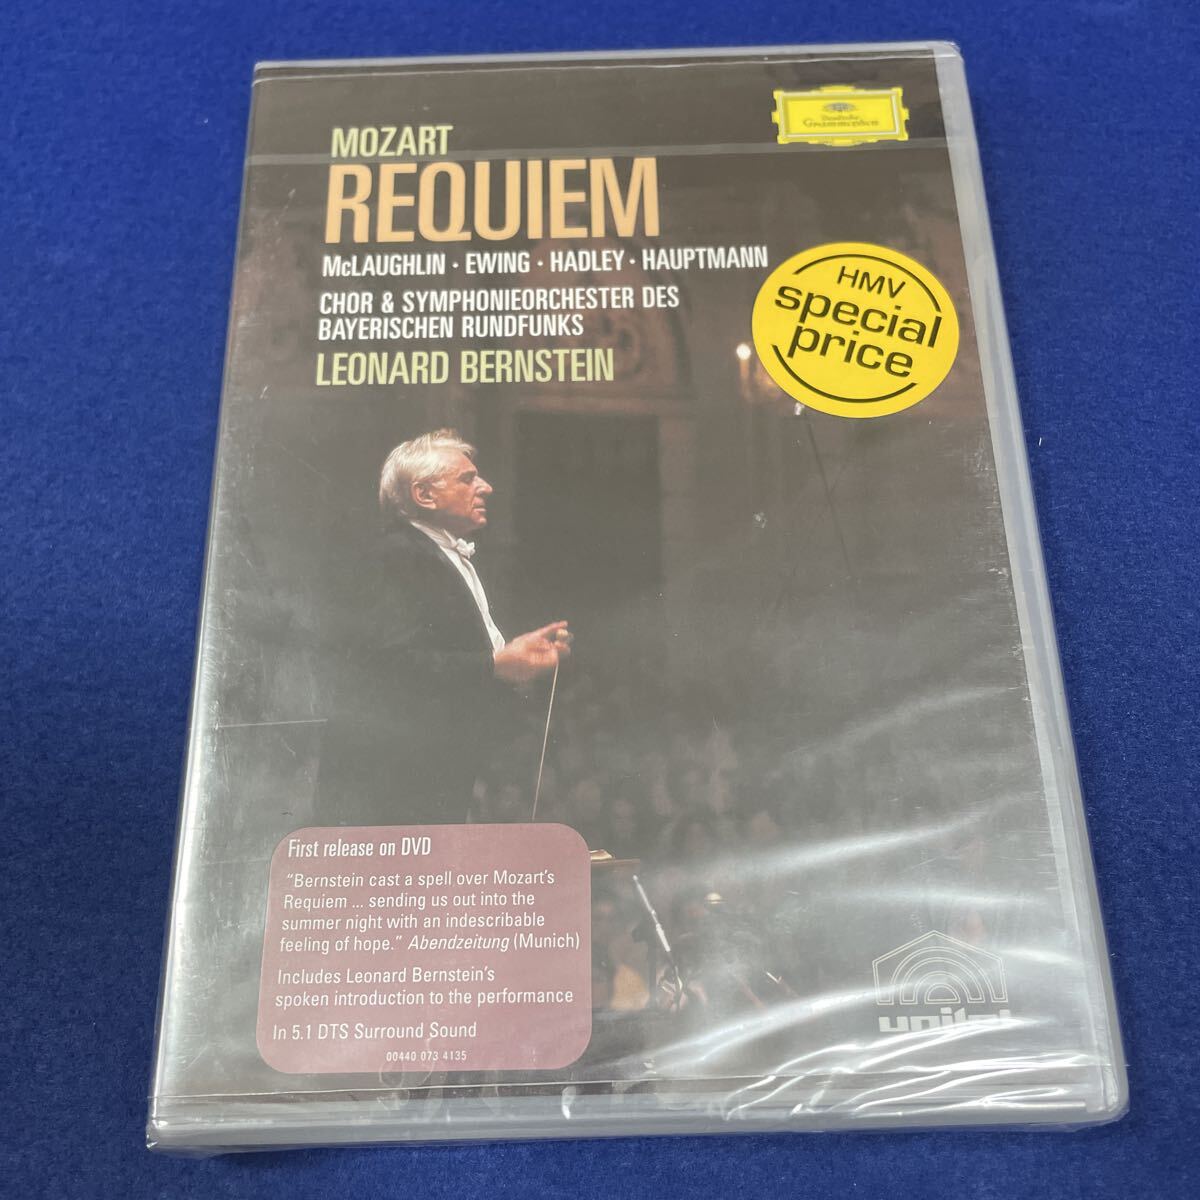 Deutsche
Grammophon
MOZART
REQUIEM
McLAUGHLIN · EWING · HADLEY · HAUPTMANN
CHOR & SYMPHONIEORCHESTER DES
BAYERISCHEN RUNDFUNKS
LEONARD BERNSTEIN
HMV
special
price
First release on DVD
“Bernstein cast a spell over Mozart’s
Requiem ... sending us out into the
summer night with an indescribable
feeling of hope.” Abendzeitung (Munich)
Includes Leonard Bernstein’s
spoken introduction to the performance
In 5.1 DTS Surround Sound
00440 073 4135
unitel